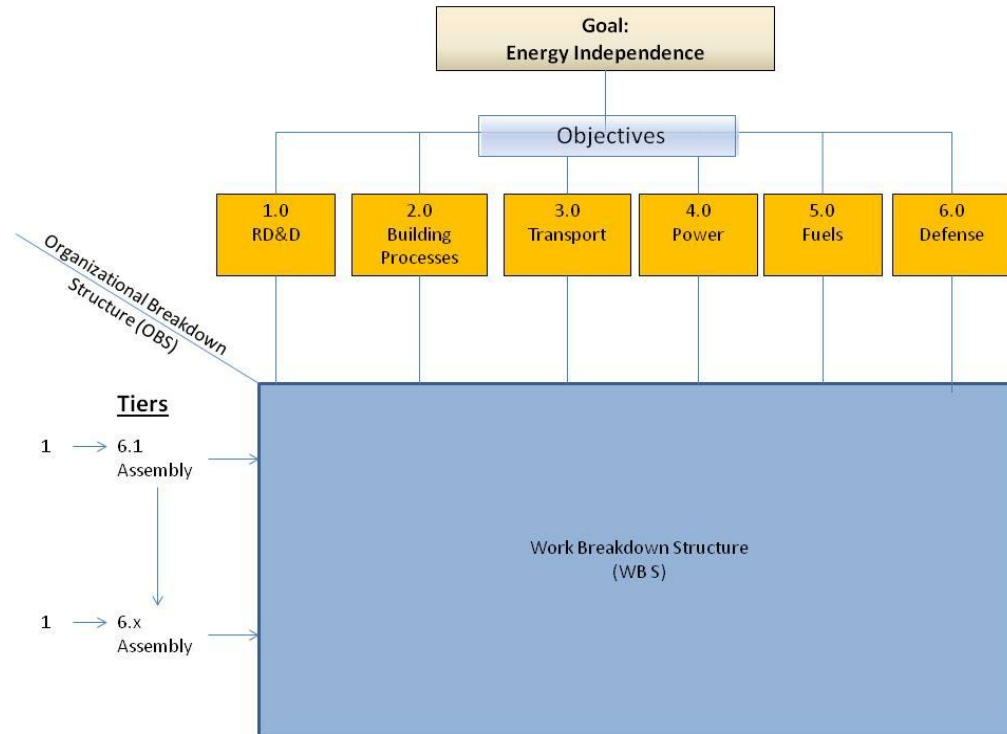 Goal:
Energy Independence
Objectives
1.0
RD&D
2.0
Building
Processes
3.0
Transport
4.0
Power
5.0
Fuels
6.0
Defense
Organizational Breakdown
Structure (OBS)
Tiers
1
6.1
Assembly
1
6.x
Assembly
Work Breakdown Structure
(WB S)